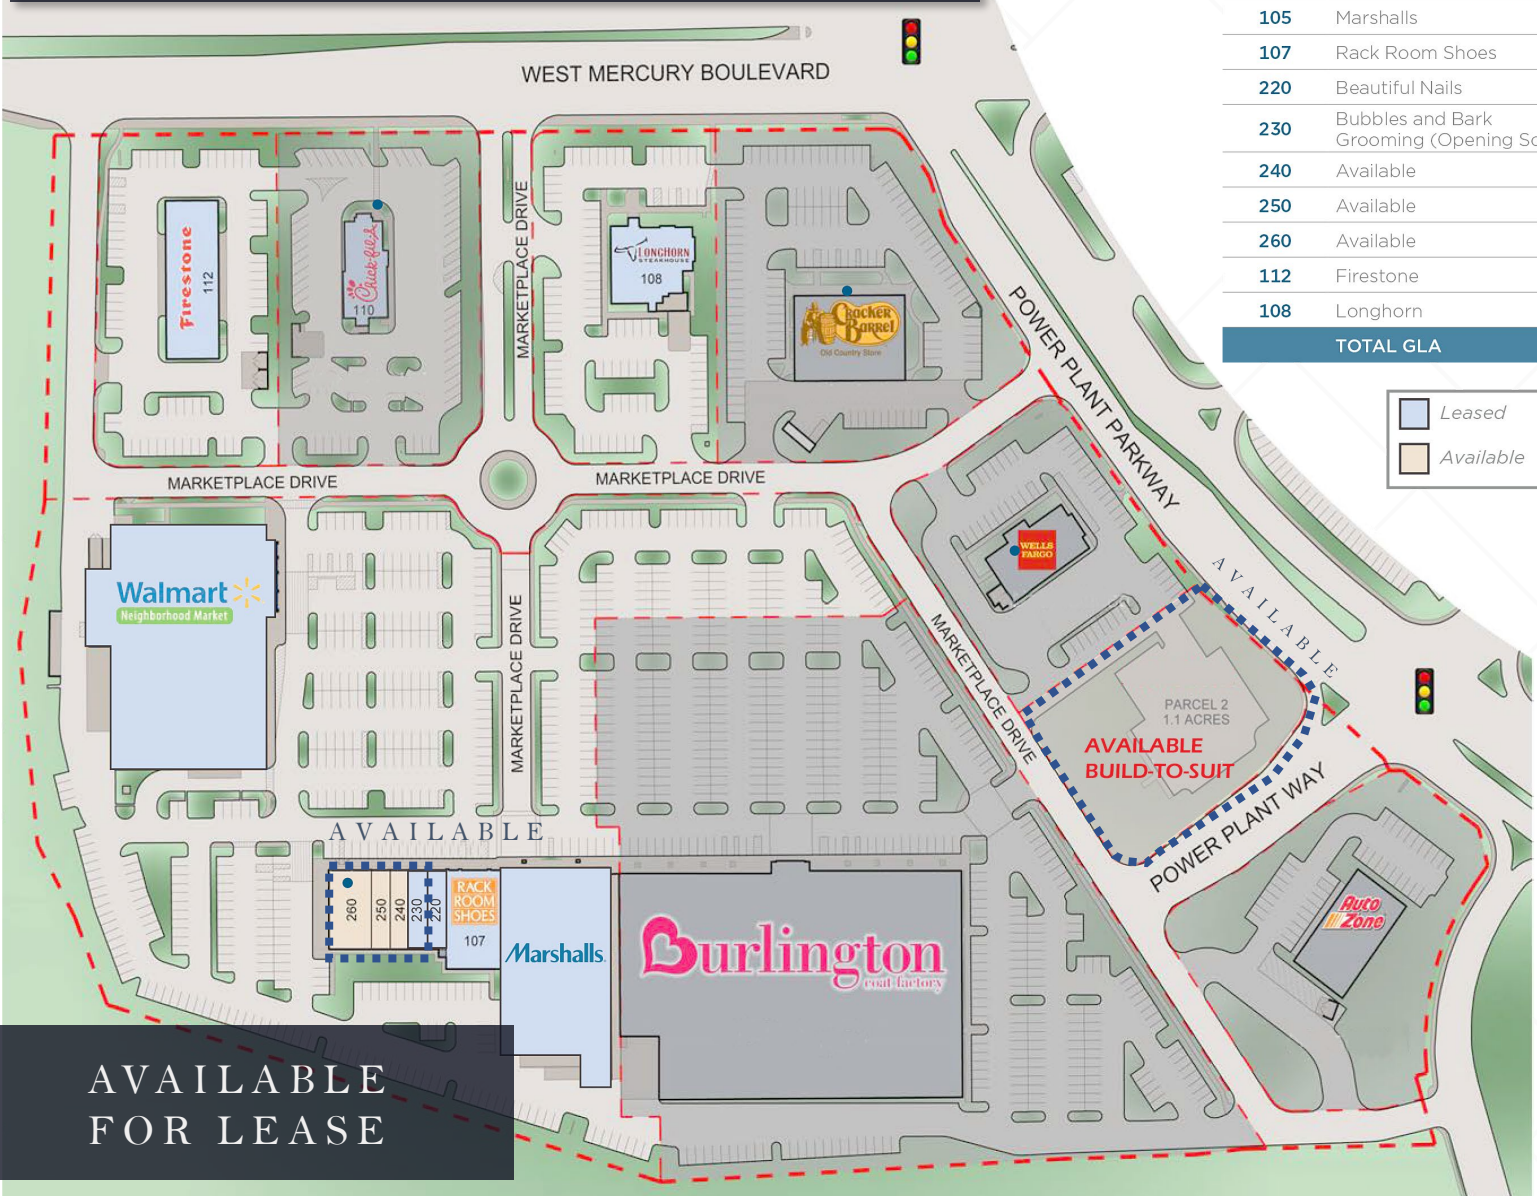 105 Marshalls
107 Rack Room Shoes
220 Beautiful Nails
230 Bubbles and Bark
Grooming (Opening So
240 Available
250 Available
260 Available
112 Firestone
108 Longhorn
TOTAL GLA
Leased
Available
WEST MERCURY BOULEVARD
Firestone
112
Chick-fil-A
110
MARKETPLACE DRIVE
LONGHORN
STEAKHOUSE
108
Cracker
Barrel
Old Country Store
POWER PLANT PARKWAY
MARKETPLACE DRIVE
MARKETPLACE DRIVE
WELLS
FARGO
AVAILABLE
Walmart
Neighborhood Market
MARKETPLACE DRIVE
MARKETPLACE DRIVE
PARCEL 2
1.1 ACRES
AVAILABLE
BUILD-TO-SUIT
POWER PLANT WAY
AVAILABLE
260
250
240
230
220
RACK
ROOM
SHOES
107
Marshalls
Burlington
coat factory
Auto
Zone
AVAILABLE
FOR LEASE